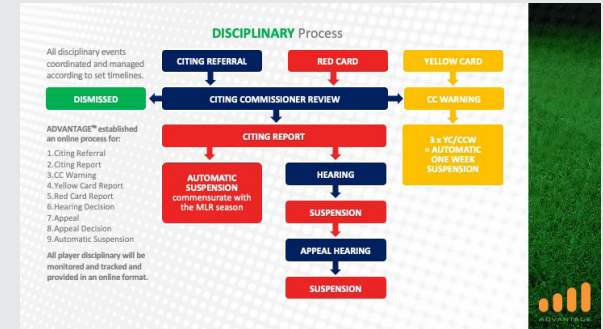 DISCIPLINARY Process
All disciplinary events
coordinated and managed
according to set timelines.
CITING REFERRAL
RED CARD
YELLOW CARD
DISMISSED
CITING COMMISSIONER REVIEW
CC WARNING
ADVANTAGE™ established
an online process for:
1.Citing Referral
2.Citing Report
3.CC Warning
4.Yellow Card Report
5.Red Card Report
6.Hearing Decision
7.Appeal
8.Appeal Decision
9.Automatic Suspension
All player disciplinary will be
monitored and tracked and
provided in an online format.
CITING REPORT
3 x YC/CCW
= AUTOMATIC
ONE WEEK
SUSPENSION
AUTOMATIC
SUSPENSION
commensurate with
the MLR season
HEARING
SUSPENSION
APPEAL HEARING
SUSPENSION
ADVANTAGE